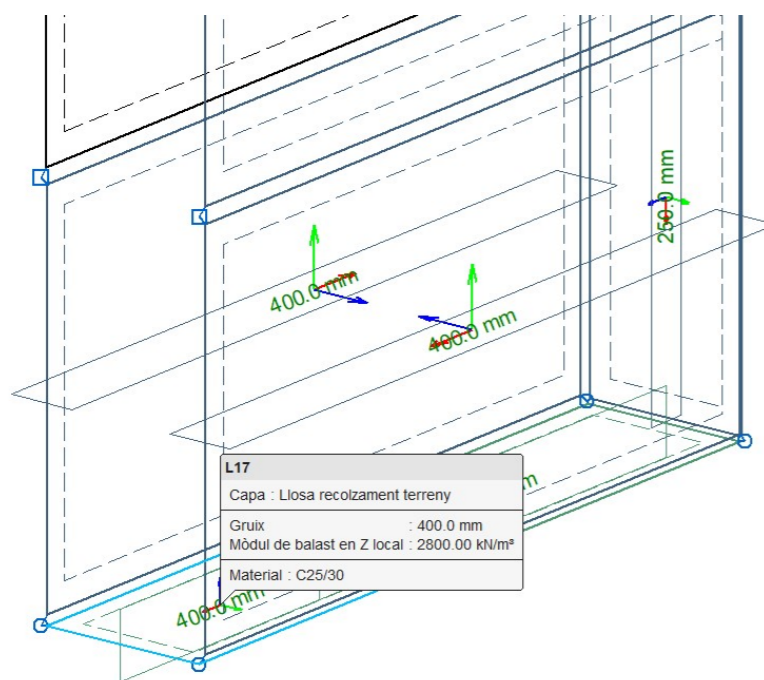 250.0 mm
400.0 mm
400.0 mm
L17
Capa : Llosa recolzament terreny
m
Gruix : 400.0 mm
Mòdul de balast en Z local : 2800.00 kN/m³
Material : C25/30
400.0 mm